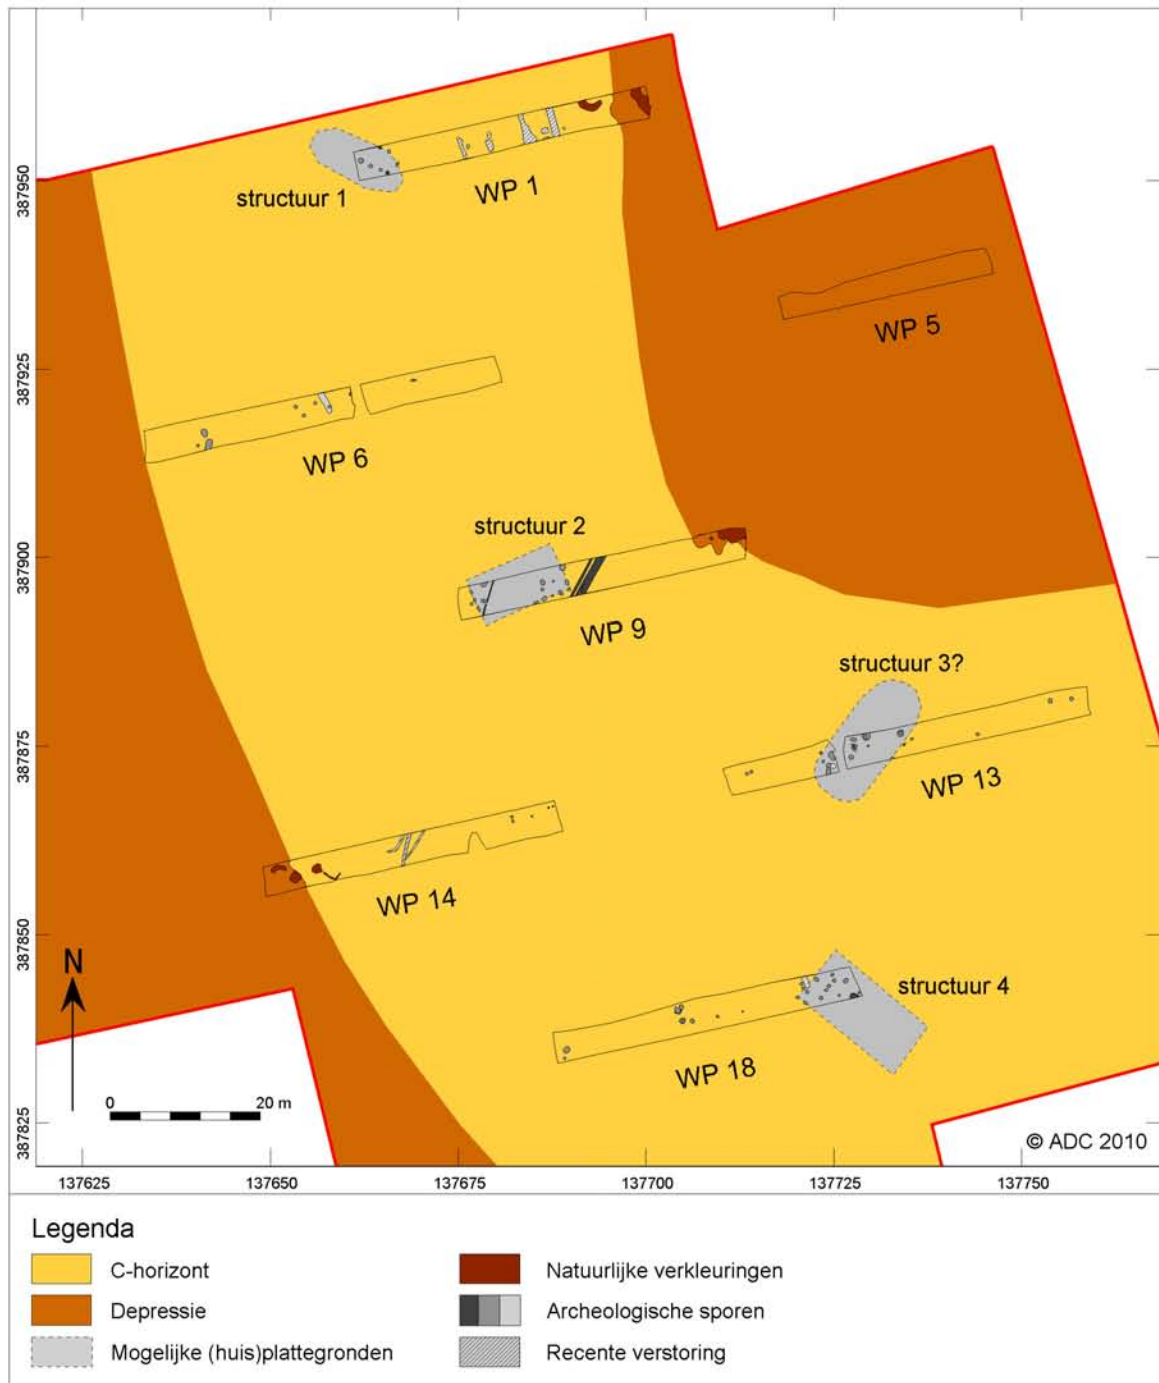 387950
387925
387900
387875
387850
387825
structuur 1
WP 1
WP 5
WP 6
structuur 2
WP 9
structuur 3?
WP 13
WP 14
structuur 4
WP 18
N
0 20 m
© ADC 2010
137625 137650 137675 137700 137725 137750
Legenda
C-horizont
Depressie
Mogelijke (huis)plattegronden
Natuurlijke verkleuringen
Archeologische sporen
Recente verstoring